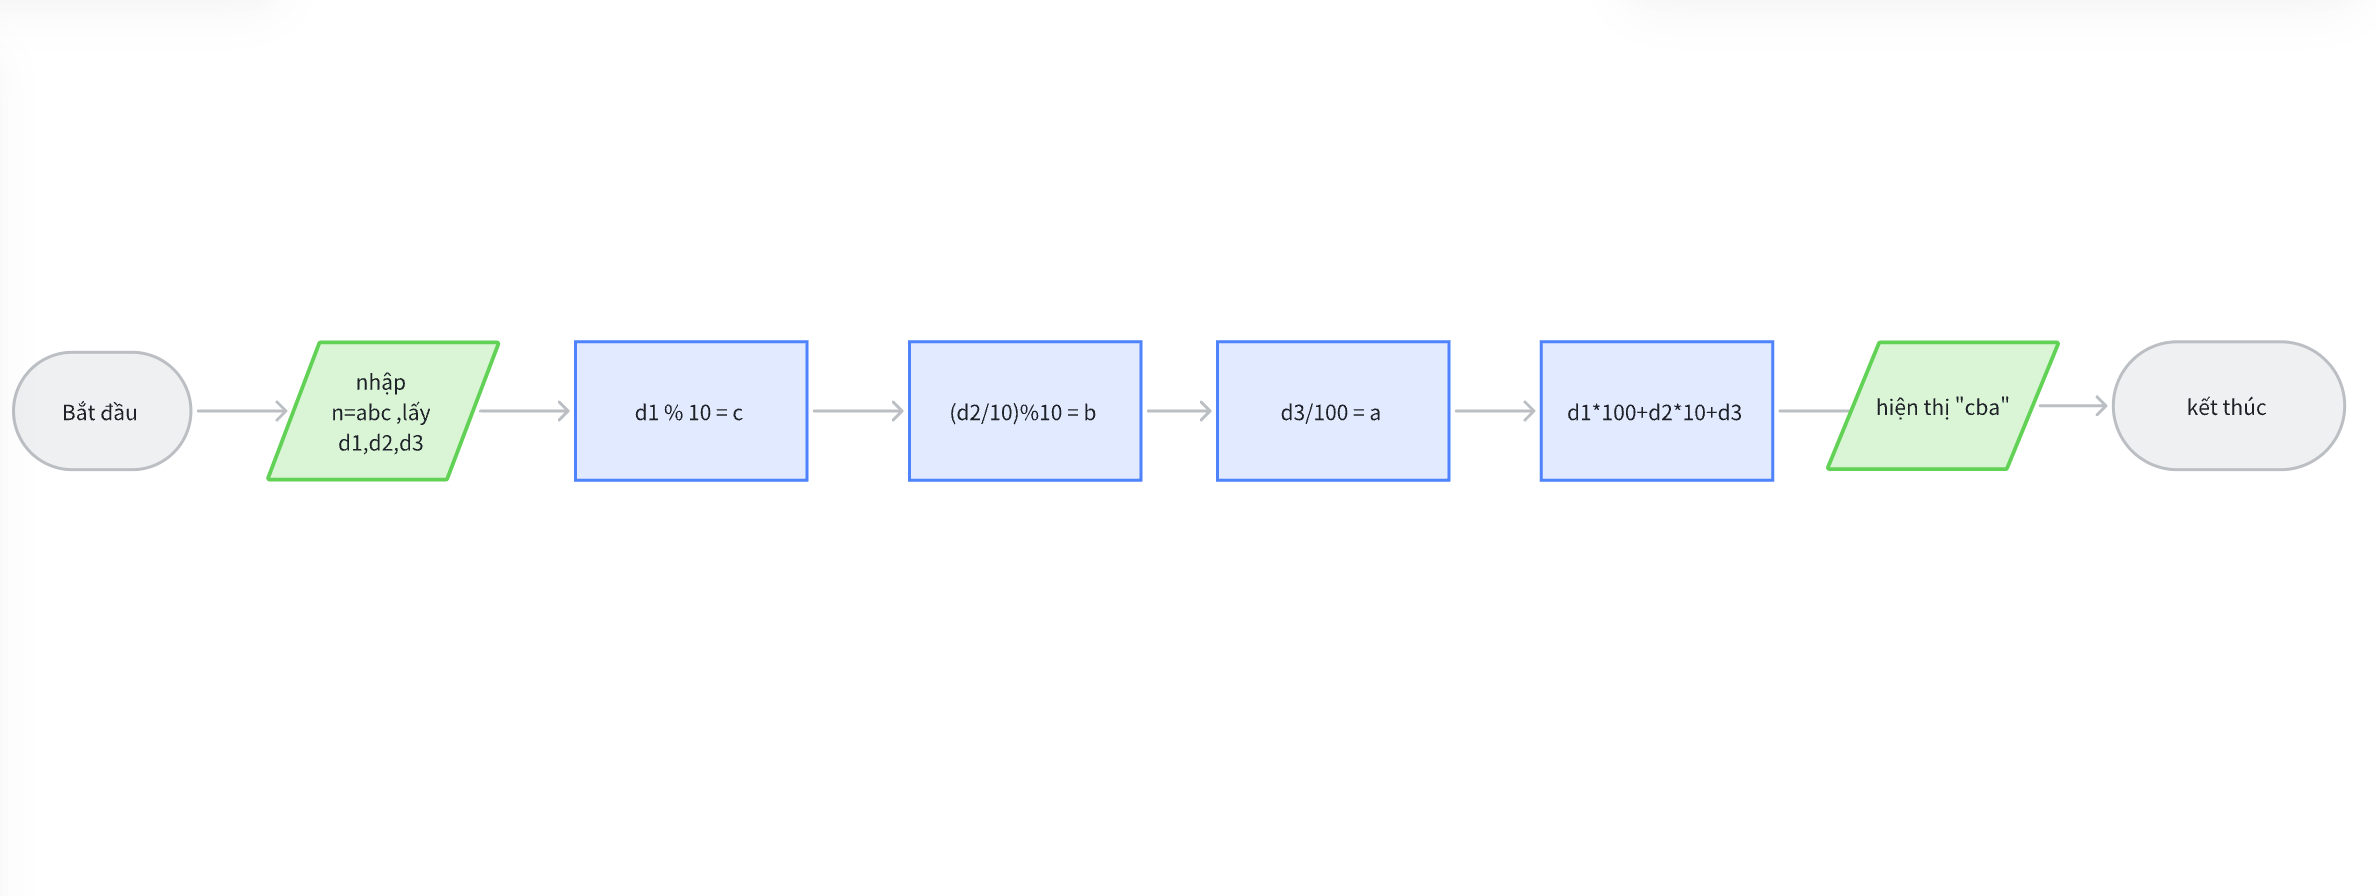 Bắt đầu
nhập
n=abc ,lấy
d1,d2,d3
d1 % 10 = c
(d2/10)%10 = b
d3/100 = a
d1*100+d2*10+d3
hiện thị "cba"
kết thúc